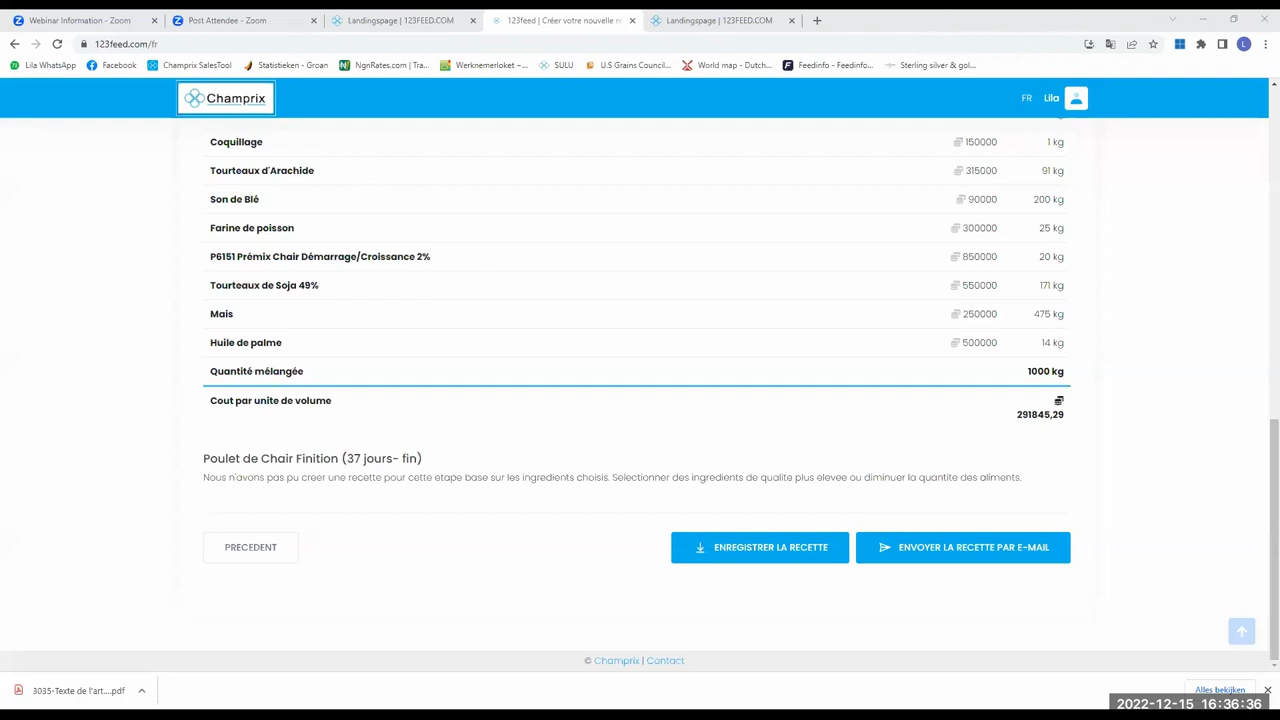 Webinar Information - Zoom
Post Attendee - Zoom
Landingspage | 123FEED.COM
123feed | Créer votre nouvelle re
Landingspage | 123FEED.COM
123feed.com/fr
Lila WhatsApp
Facebook
Champrix SalesTool
Statistieken - Groan
NgnRates.com | Tra...
Werknemerloket -...
SULU
U.S Grains Council...
World map - Dutch...
Feedinfo - Feedinfo...
Sterling silver & gol...
Champrix
FR
Lila
Coquillage 150000 1 kg
Tourteaux d'Arachide 315000 91 kg
Son de Blé 90000 200 kg
Farine de poisson 300000 25 kg
P6151 Prémix Chair Démarrage/Croissance 2% 850000 20 kg
Tourteaux de Soja 49% 550000 171 kg
Mais 250000 475 kg
Huile de palme 500000 14 kg
Quantité mélangée 1000 kg
Cout par unite de volume
291845,29
Poulet de Chair Finition (37 jours- fin)
Nous n'avons pas pu creer une recette pour cette etape base sur les ingredients choisis. Selectionner des ingredients de qualite plus elevee ou diminuer la quantite des aliments.
PRECEDENT
ENREGISTRER LA RECETTE
ENVOYER LA RECETTE PAR E-MAIL
© Champrix | Contact
3035-Texte de l'art....pdf
Alles bekijken
2022-12-15 16:36:36